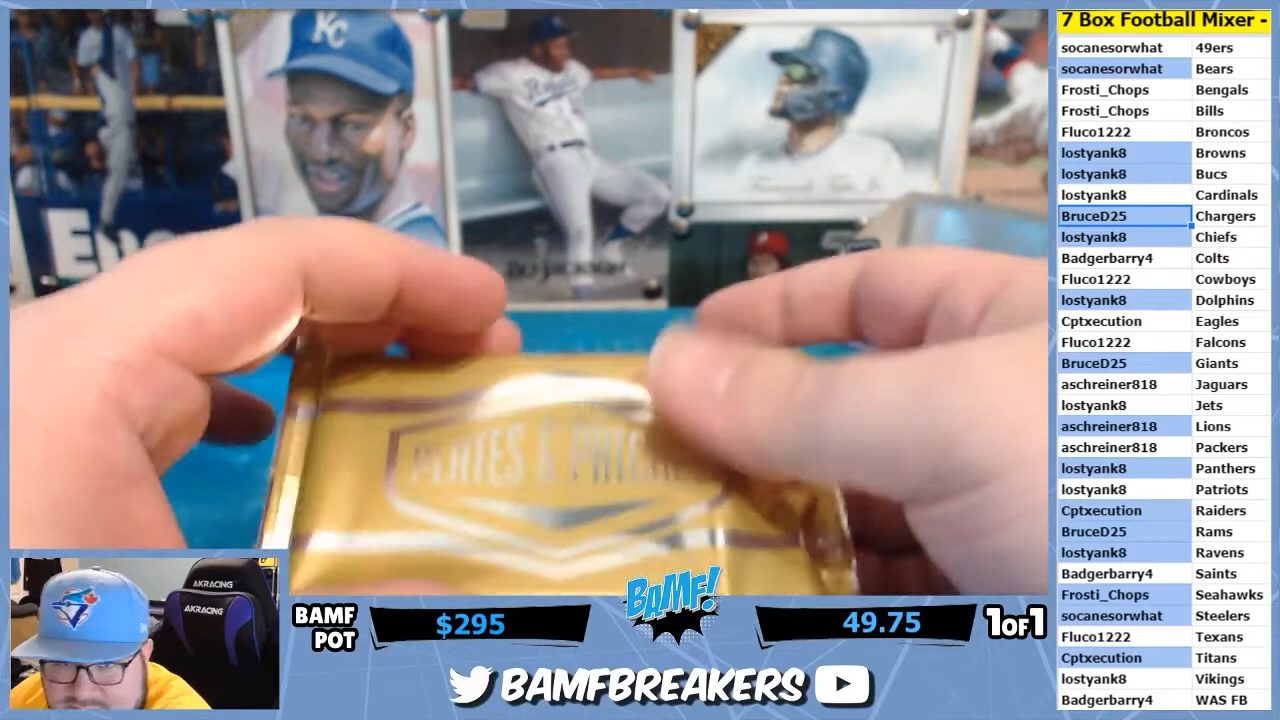 7 Box Football Mixer -
socanesorwhat 49ers
socanesorwhat Bears
Frosti_Chops Bengals
Frosti_Chops Bills
Fluco1222 Broncos
lostyank8 Browns
lostyank8 Bucs
lostyank8 Cardinals
BruceD25 Chargers
lostyank8 Chiefs
Badgerbarry4 Colts
Fluco1222 Cowboys
lostyank8 Dolphins
Cptxecution Eagles
Fluco1222 Falcons
BruceD25 Giants
aschreiner818 Jaguars
lostyank8 Jets
aschreiner818 Lions
aschreiner818 Packers
lostyank8 Panthers
lostyank8 Patriots
Cptxecution Raiders
BruceD25 Rams
lostyank8 Ravens
Badgerbarry4 Saints
Frosti_Chops Seahawks
socanesorwhat Steelers
Fluco1222 Texans
Cptxecution Titans
lostyank8 Vikings
Badgerbarry4 WAS FB
KC
BO JACKSON
PLATES & PATCH
AKRACING
AKRACING
BAMF POT
$295
BAMF!
49.75
1OF1
BAMFBREAKERS